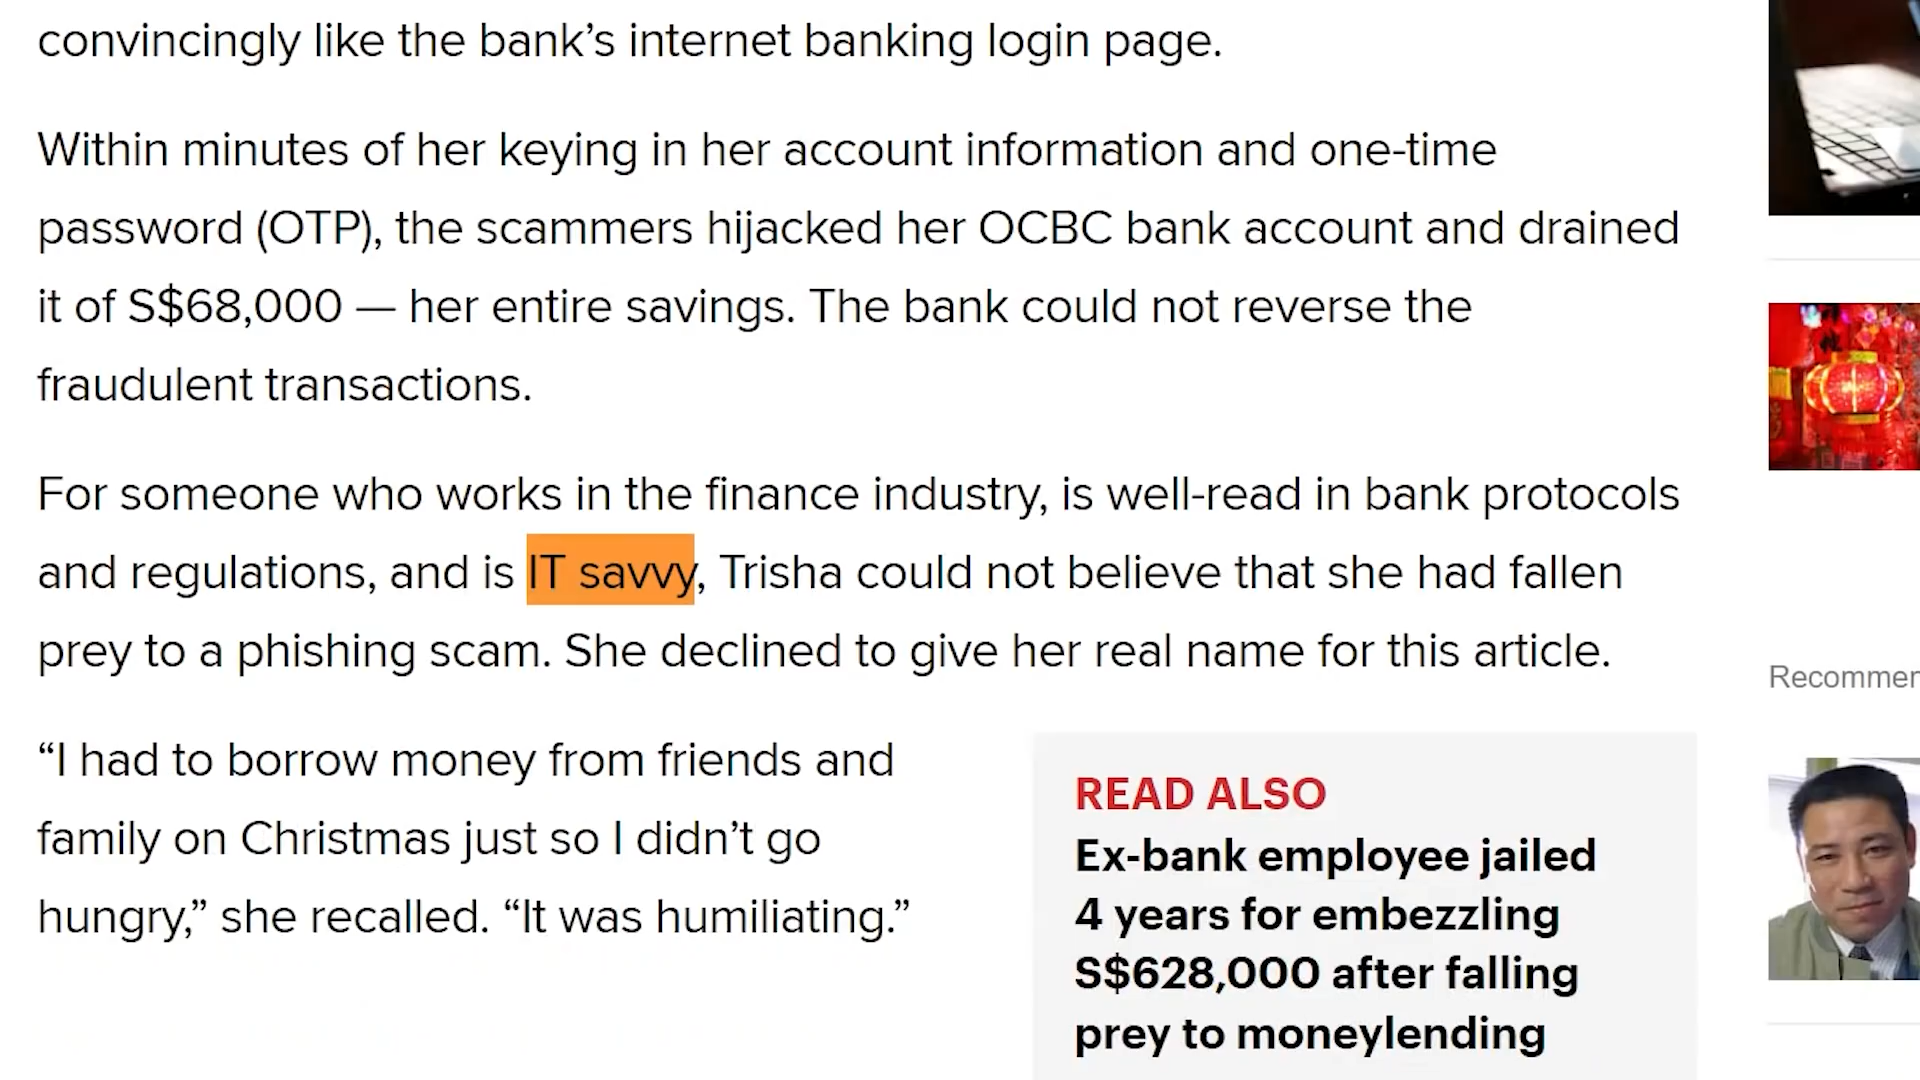 convincingly like the bank’s internet banking login page.
Within minutes of her keying in her account information and one-time
password (OTP), the scammers hijacked her OCBC bank account and drained
it of S$68,000 — her entire savings. The bank could not reverse the
fraudulent transactions.
For someone who works in the finance industry, is well-read in bank protocols
and regulations, and is IT savvy, Trisha could not believe that she had fallen
prey to a phishing scam. She declined to give her real name for this article.
“I had to borrow money from friends and
family on Christmas just so I didn’t go
hungry,” she recalled. “It was humiliating.”
READ ALSO
Ex-bank employee jailed
4 years for embezzling
S$628,000 after falling
prey to moneylending
Recommen